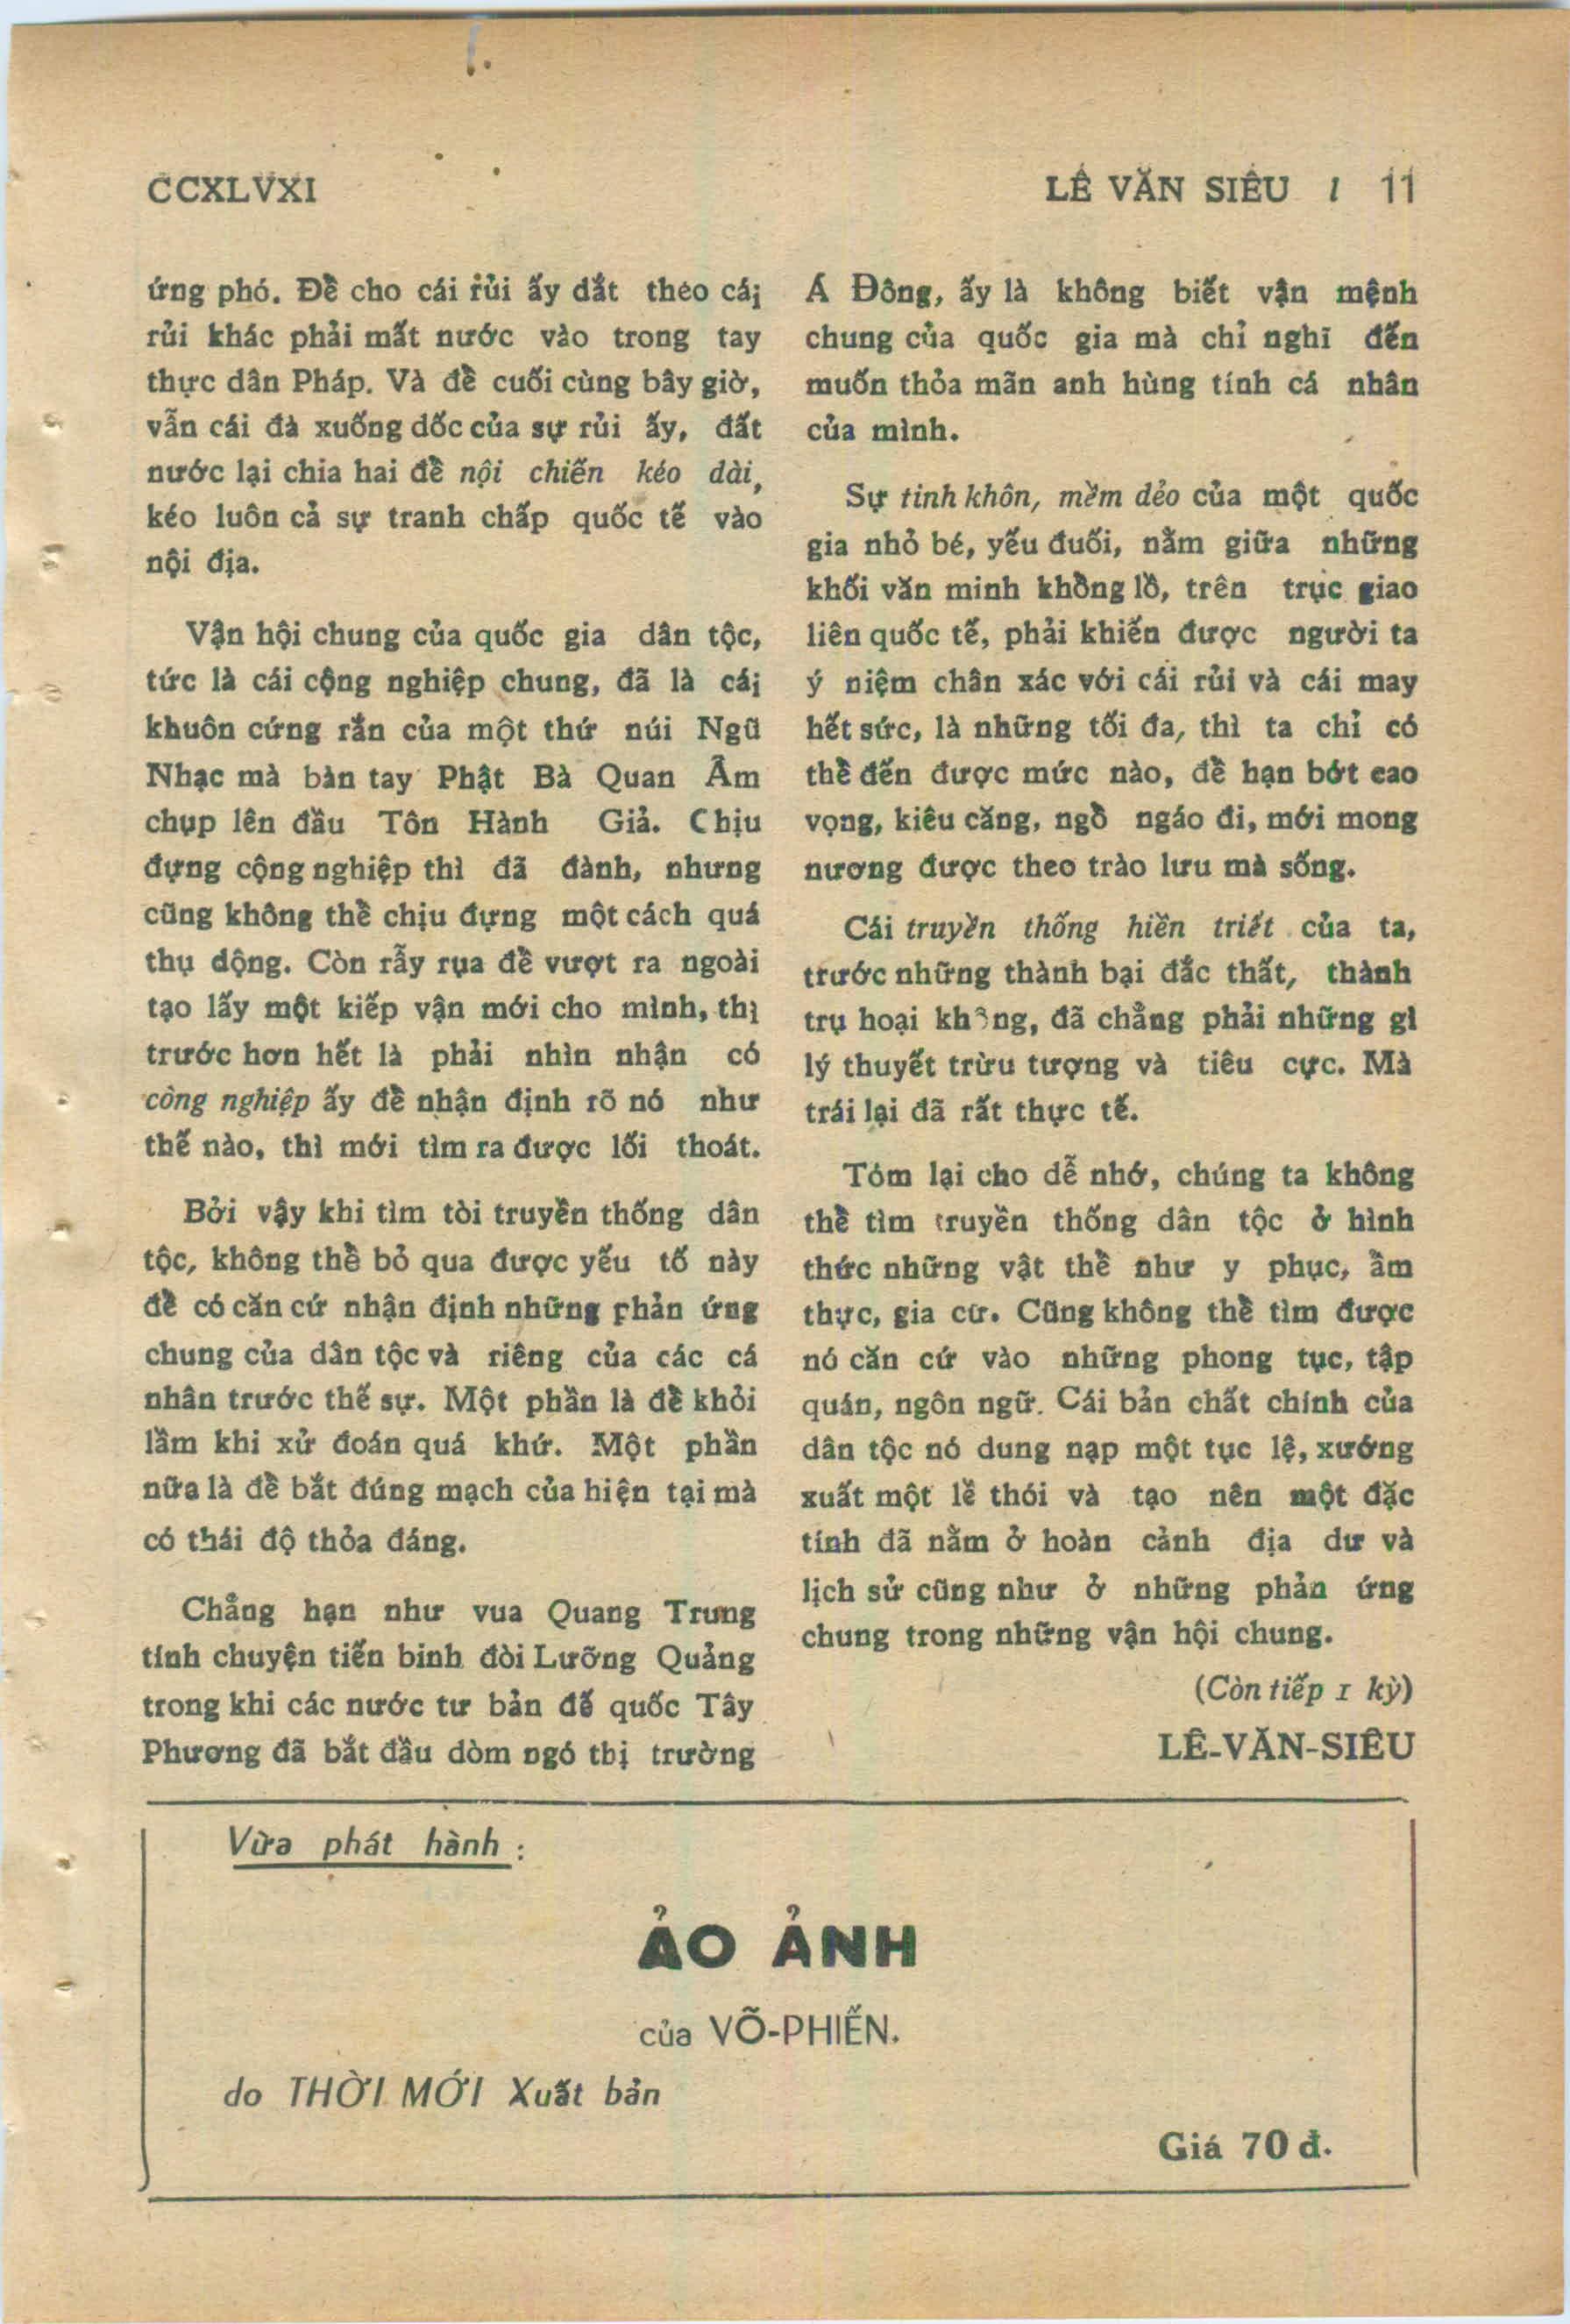 CCXLVXI
LÊ VĂN SIÊU / 11
ứng phó. Để cho cái rủi ấy dắt theo cái
rủi khác phải mất nước vào trong tay
thực dân Pháp. Và để cuối cùng bây giờ,
vẫn cái đà xuống dốc của sự rủi ấy, đất
nước lại chia hai để nội chiến kéo dài,
kéo luôn cả sự tranh chấp quốc tế vào
nội địa.
Vận hội chung của quốc gia dân tộc,
tức là cái cộng nghiệp chung, đã là cái
khuôn cứng rắn của một thứ núi Ngũ
Nhạc mà bàn tay Phật Bà Quan Âm
chụp lên đầu Tôn Hành Giả. Chịu
đựng cộng nghiệp thì đã đành, nhưng
cũng không thể chịu đựng một cách quá
thụ động. Còn rẫy rụa để vượt ra ngoài
tạo lấy một kiếp vận mới cho mình, thì
trước hơn hết là phải nhìn nhận có
còng nghiệp ấy để nhận định rõ nó như
thế nào, thì mới tìm ra được lối thoát.
Bởi vậy khi tìm tòi truyền thống dân
tộc, không thể bỏ qua được yếu tố này
để có căn cứ nhận định những phản ứng
chung của dân tộc và riêng của các cá
nhân trước thế sự. Một phần là để khỏi
lầm khi xử đoán quá khứ. Một phần
nữa là để bắt đúng mạch của hiện tại mà
có thái độ thỏa đáng.
Chẳng hạn như vua Quang Trung
tính chuyện tiến binh đòi Lưỡng Quảng
trong khi các nước tư bản đế quốc Tây
Phương đã bắt đầu dòm ngó thị trường
Á Đông, ấy là không biết vận mệnh
chung của quốc gia mà chỉ nghĩ đến
muốn thỏa mãn anh hùng tính cá nhân
của mình.
Sự tinh khôn, mềm dẻo của một quốc
gia nhỏ bé, yếu đuối, nằm giữa những
khối văn minh khổng lồ, trên trục giao
liên quốc tế, phải khiến được người ta
ý niệm chân xác với cái rủi và cái may
hết sức, là những tối đa, thì ta chỉ có
thể đến được mức nào, để hạn bớt cao
vọng, kiêu căng, ngổ ngáo đi, mới mong
nương được theo trào lưu mà sống.
Cái truyền thống hiền triết của ta,
trước những thành bại đắc thất, thành
trụ hoại không, đã chẳng phải những gì
lý thuyết trừu tượng và tiêu cực. Mà
trái lại đã rất thực tế.
Tóm lại cho dễ nhớ, chúng ta không
thể tìm truyền thống dân tộc ở hình
thức những vật thể như y phục, ẩm
thực, gia cư. Cũng không thể tìm được
nó căn cứ vào những phong tục, tập
quán, ngôn ngữ. Cái bản chất chính của
dân tộc nó dung nạp một tục lệ, xướng
xuất một lề thói và tạo nên một đặc
tính đã nằm ở hoàn cảnh địa dư và
lịch sử cũng như ở những phản ứng
chung trong những vận hội chung.
(Còn tiếp 1 kỳ)
LÊ-VĂN-SIÊU
Vừa phát hành :
ẢO ẢNH
của VÕ-PHIẾN.
do THỜI MỚI Xuất bản
Giá 70 đ.